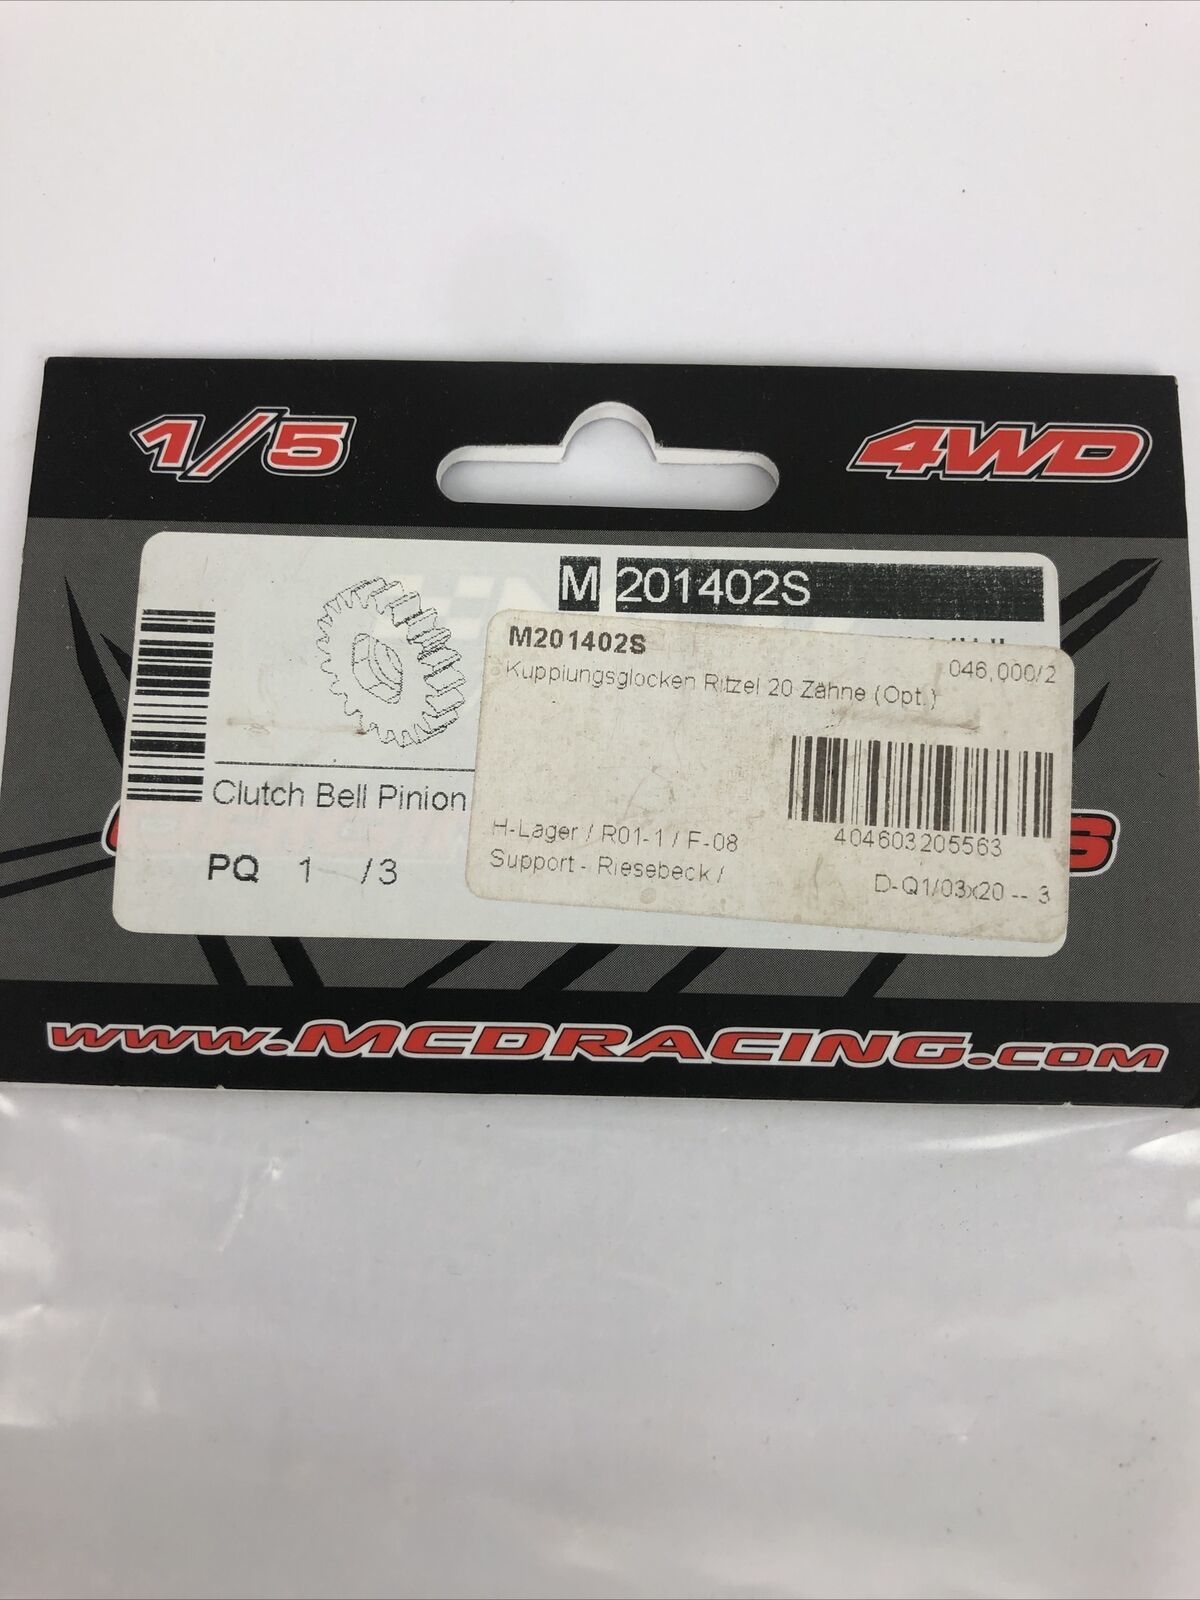 1/5
4WD
M 201402S
M201402S
046,000/2
Kupplungsglocken Ritzel 20 Zähne (Opt.)
Clutch Bell Pinion
404603205563
H-Lager / R01-1 / F-08
PQ 1 /3
Support - Riesebeck /
D-Q1/03x20 -- 3
S
www.MCDRACING.com